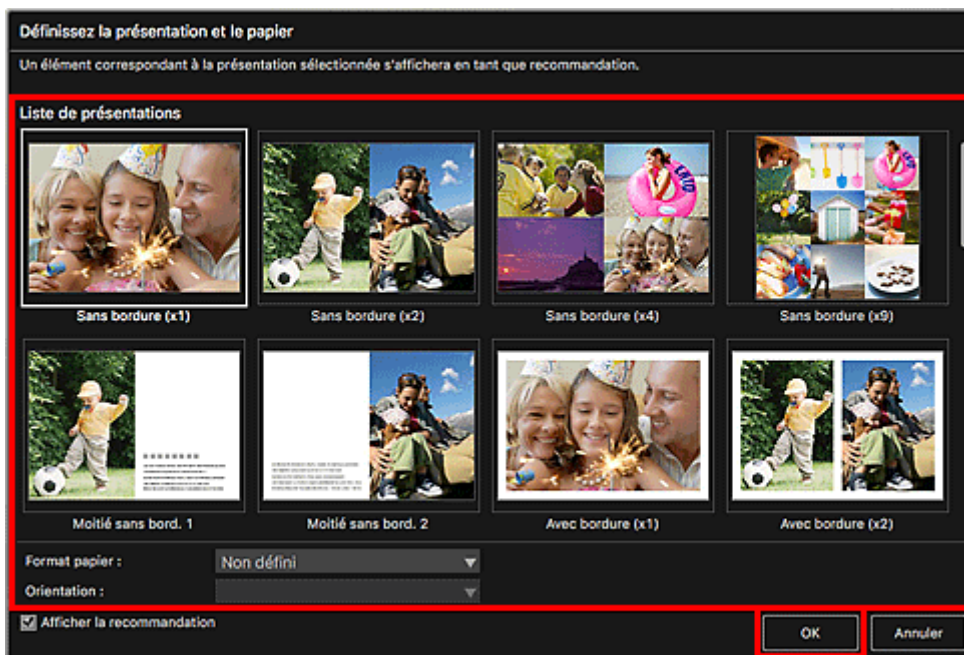 Définissez la présentation et le papier
Un élément correspondant à la présentation sélectionnée s'affichera en tant que recommandation.
Liste de présentations
Sans bordure (x1)
Sans bordure (x2)
Sans bordure (x4)
Sans bordure (x9)
Moitié sans bord. 1
Moitié sans bord. 2
Avec bordure (x1)
Avec bordure (x2)
Format papier :
Non défini
Orientation :
Afficher la recommandation
OK
Annuler